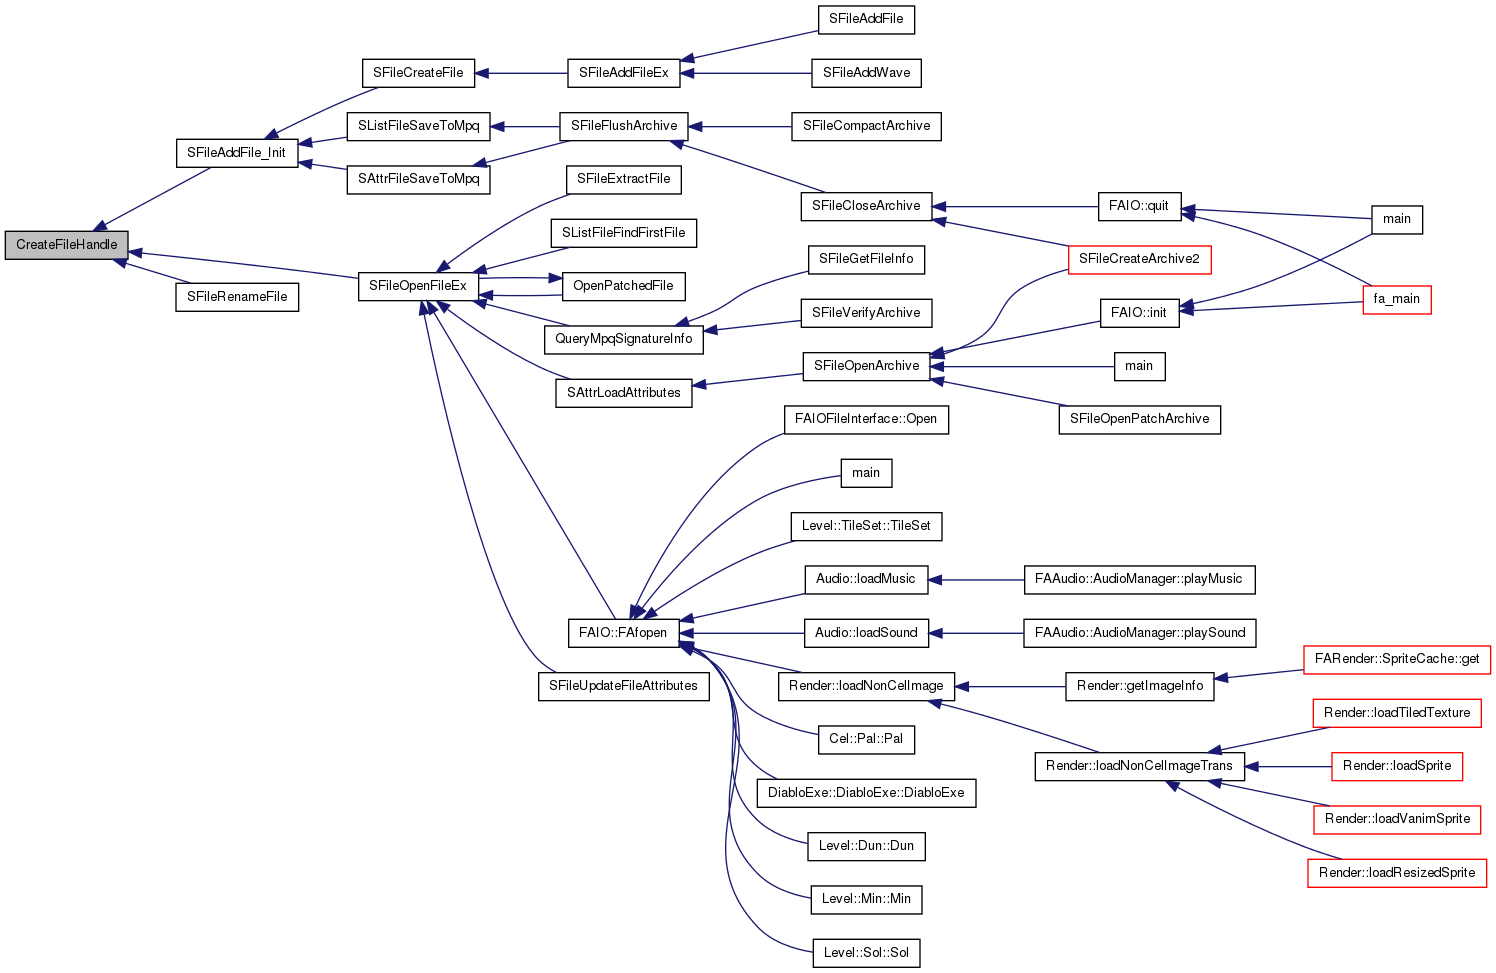 SFileAddFile
SFileCreateFile
SFileAddFileEx
SFileAddWave
SListFileSaveToMpq
SFileFlushArchive
SFileCompactArchive
SFileAddFile_Init
SAttrFileSaveToMpq
SFileExtractFile
SFileCloseArchive
FAIO::quit
main
CreateFileHandle
SListFileFindFirstFile
SFileGetFileInfo
SFileCreateArchive2
SFileRenameFile
SFileOpenFileEx
OpenPatchedFile
fa_main
QueryMpqSignatureInfo
SFileVerifyArchive
FAIO::init
SFileOpenArchive
main
SAttrLoadAttributes
FAIOFileInterface::Open
SFileOpenPatchArchive
main
Level::TileSet::TileSet
Audio::loadMusic
FAAudio::AudioManager::playMusic
FAIO::FAfopen
Audio::loadSound
FAAudio::AudioManager::playSound
FARender::SpriteCache::get
SFileUpdateFileAttributes
Render::loadNonCelImage
Render::getImageInfo
Render::loadTiledTexture
Cel::Pal::Pal
Render::loadNonCelImageTrans
Render::loadSprite
DiabloExe::DiabloExe::DiabloExe
Render::loadVanimSprite
Level::Dun::Dun
Render::loadResizedSprite
Level::Min::Min
Level::Sol::Sol